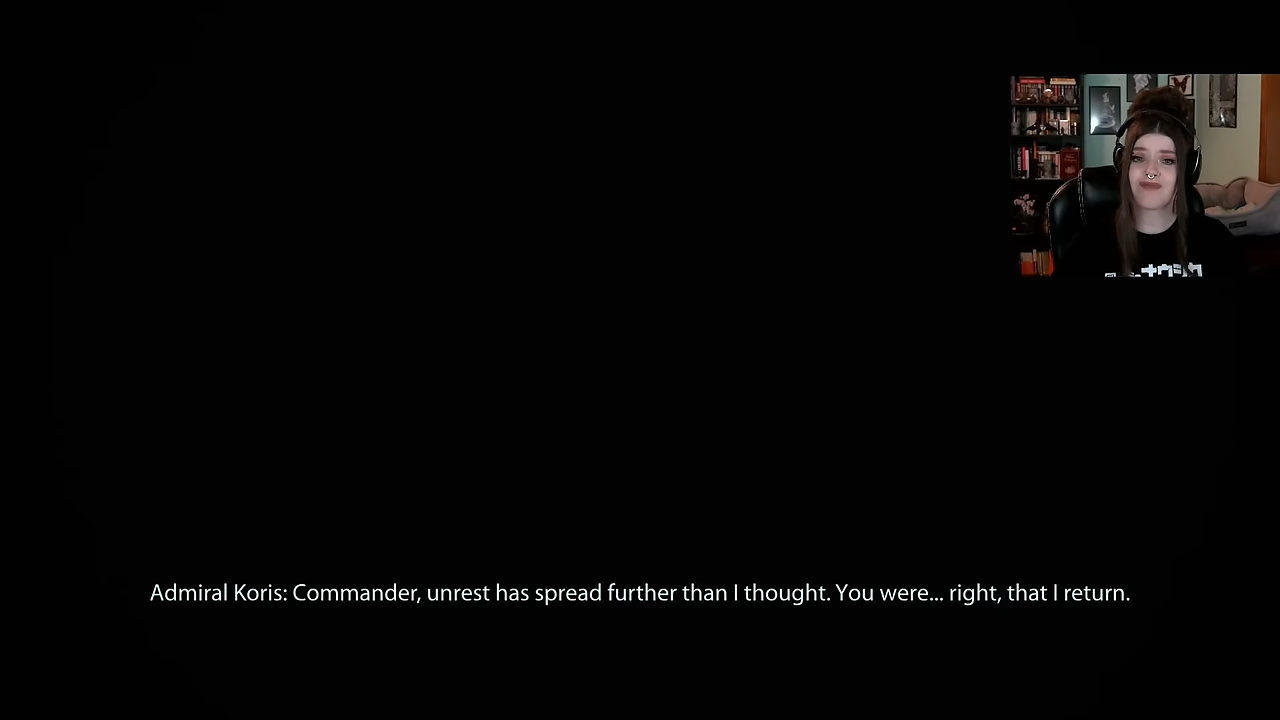 Admiral Koris: Commander, unrest has spread further than I thought. You were... right, that I return.